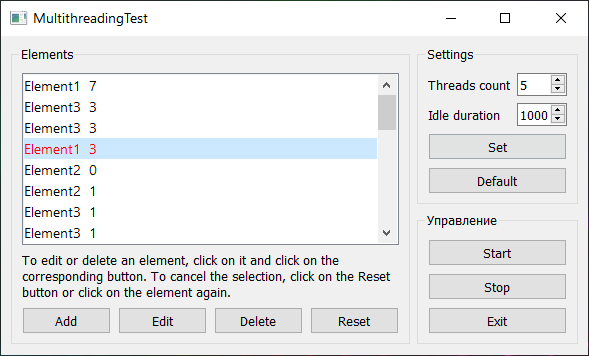 MultithreadingTest
Elements
Element1 7
Element3 3
Element3 3
Element1 3
Element2 0
Element2 1
Element3 1
Element3 1
To edit or delete an element, click on it and click on the
corresponding button. To cancel the selection, click on the Reset
button or click on the element again.
Add Edit Delete Reset
Settings
Threads count 5
Idle duration 1000
Set
Default
Управление
Start
Stop
Exit